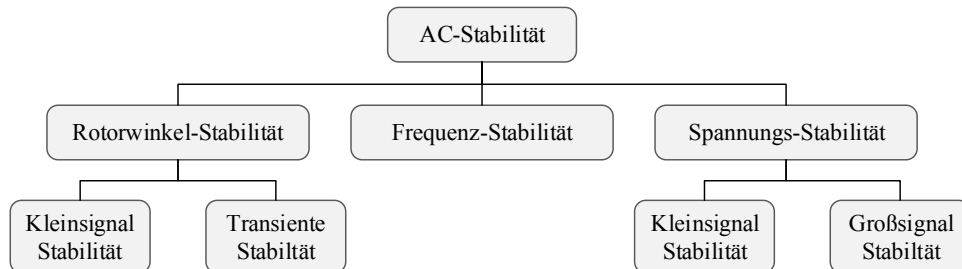 AC-Stabilität
Rotorwinkel-Stabilität
Frequenz-Stabilität
Spannungs-Stabilität
Kleinsignal
Stabilität
Transiente
Stabiltät
Kleinsignal
Stabilität
Großsignal
Stabiltät